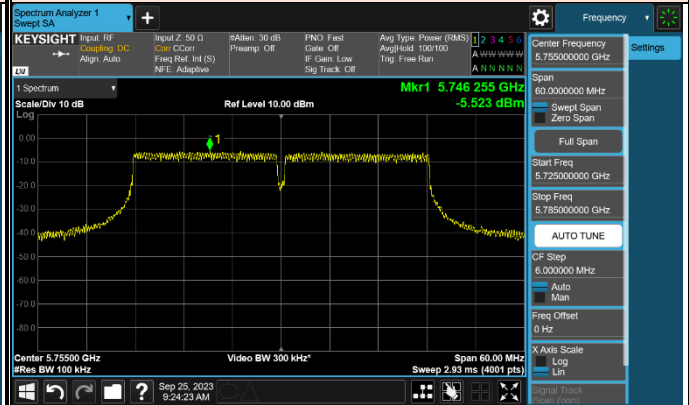 Spectrum Analyzer 1
Swept SA
+
Frequency
KEYSIGHT
Input: RF
Coupling: DC
Align: Auto
Input Z: 50 Ω
Corr CCorr
Freq Ref: Int (S)
NFE: Adaptive
#Atten: 30 dB
Preamp: Off
PNO: Fast
Gate: Off
IF Gain: Low
Sig Track: Off
Avg Type: Power (RMS)
Avg|Hold: 100/100
Trig: Free Run
1 2 3 4 5 6
A W W W W W
A N N N N N
LXI
1 Spectrum
Scale/Div 10 dB
Log
Ref Level 10.00 dBm
Mkr1 5.746 255 GHz
-5.523 dBm
1
0.00
-10.0
-20.0
-30.0
-40.0
-50.0
-60.0
-70.0
-80.0
Center 5.75500 GHz
#Res BW 100 kHz
Video BW 300 kHz*
Span 60.00 MHz
Sweep 2.93 ms (4001 pts)
Center Frequency
5.755000000 GHz
Span
60.0000000 MHz
Swept Span
Zero Span
Full Span
Start Freq
5.725000000 GHz
Stop Freq
5.785000000 GHz
AUTO TUNE
CF Step
6.000000 MHz
Auto
Man
Freq Offset
0 Hz
X Axis Scale
Log
Lin
Signal Track
(Span Zoom)
Settings
?
Sep 25, 2023
9:24:23 AM